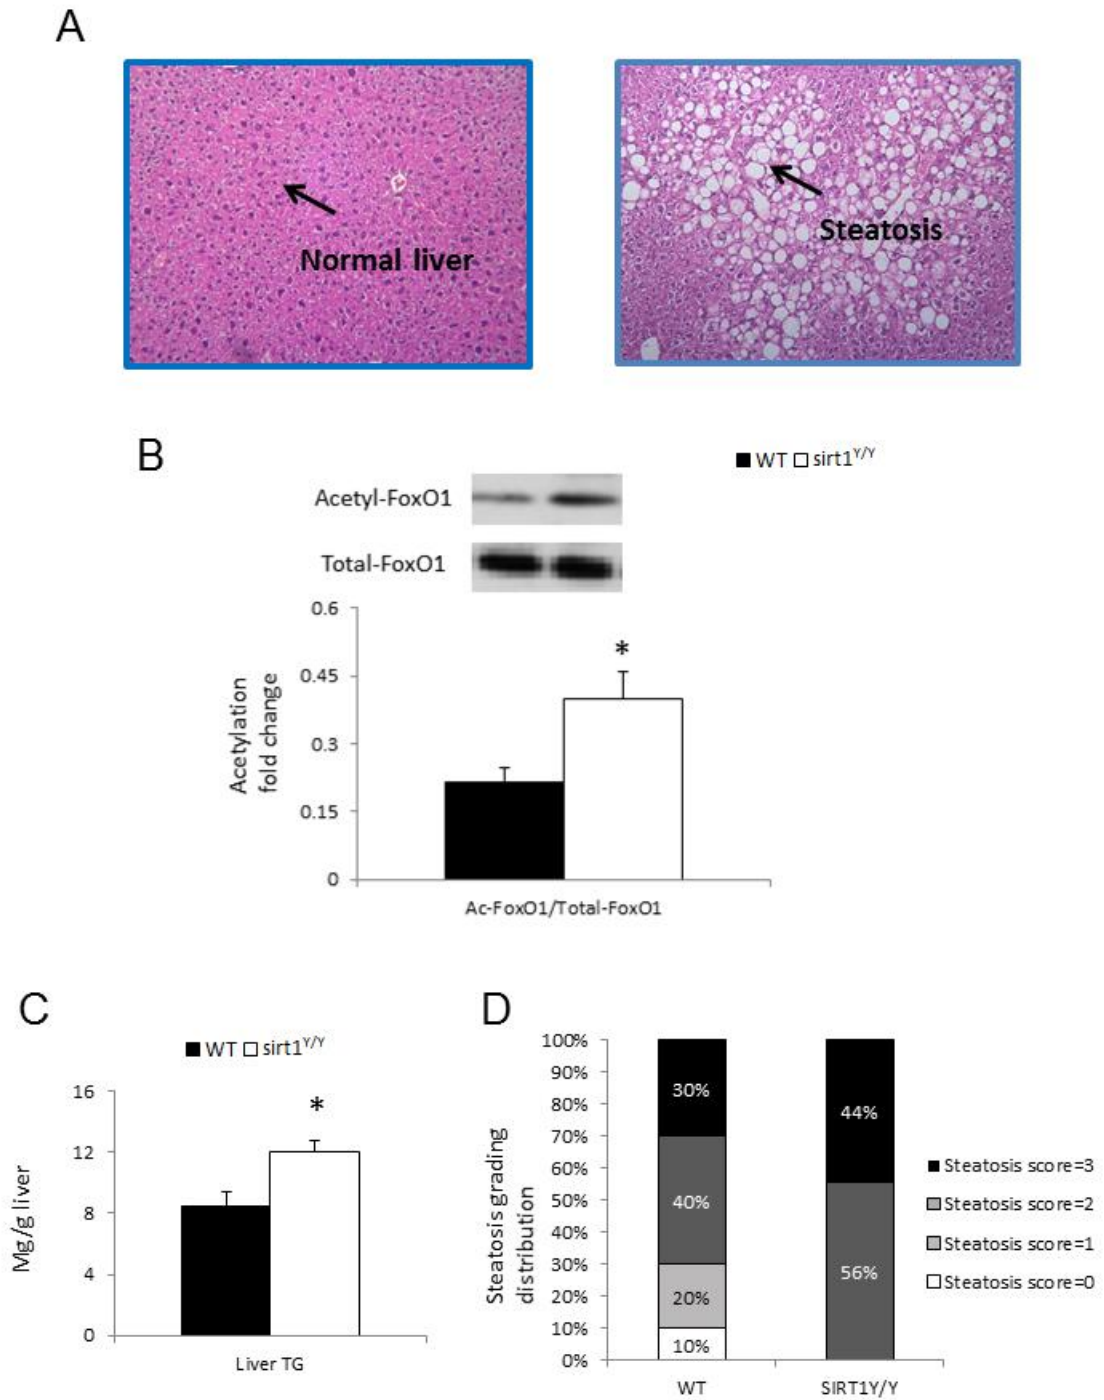 A
Normal liver
Steatosis
B
WT sirt1Y/Y
Acetyl-FoxO1
Total-FoxO1
0.6
0.45
0.3
0.15
0
Acetylation
fold change
*
Ac-FoxO1/Total-FoxO1
C
WT sirt1Y/Y
16
12
8
4
0
Mg/g liver
*
Liver TG
D
100%
90%
80%
70%
60%
50%
40%
30%
20%
10%
0%
Steatosis grading
distribution
30%
40%
20%
10%
44%
56%
WT
SIRT1Y/Y
Steatosis score=3
Steatosis score=2
Steatosis score=1
Steatosis score=0